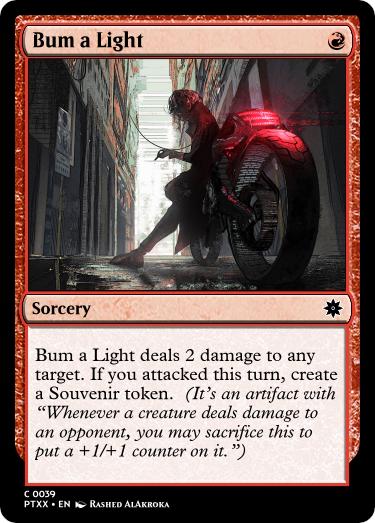 Bum a Light
Sorcery
Bum a Light deals 2 damage to any
target. If you attacked this turn, create
a Souvenir token. (It's an artifact with
“Whenever a creature deals damage to
an opponent, you may sacrifice this to
put a +1/+1 counter on it.”)
C 0039
PTXX • EN Rashed AlAkroka